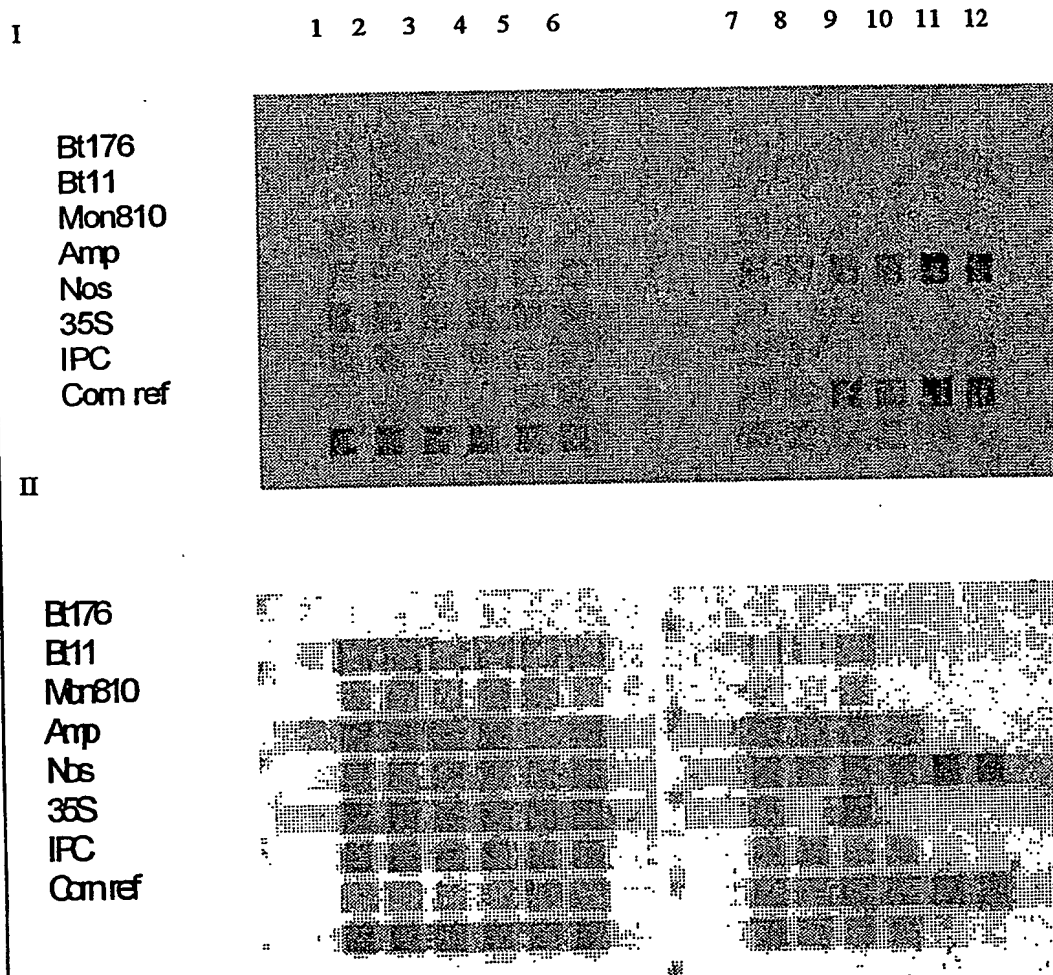 I
1 2 3 4 5 6 7 8 9 10 11 12
Bt176
Bt11
Mon810
Amp
Nos
35S
IPC
Corn ref
II
Bt176
Bt11
Mon810
Amp
Nos
35S
IPC
Corn ref